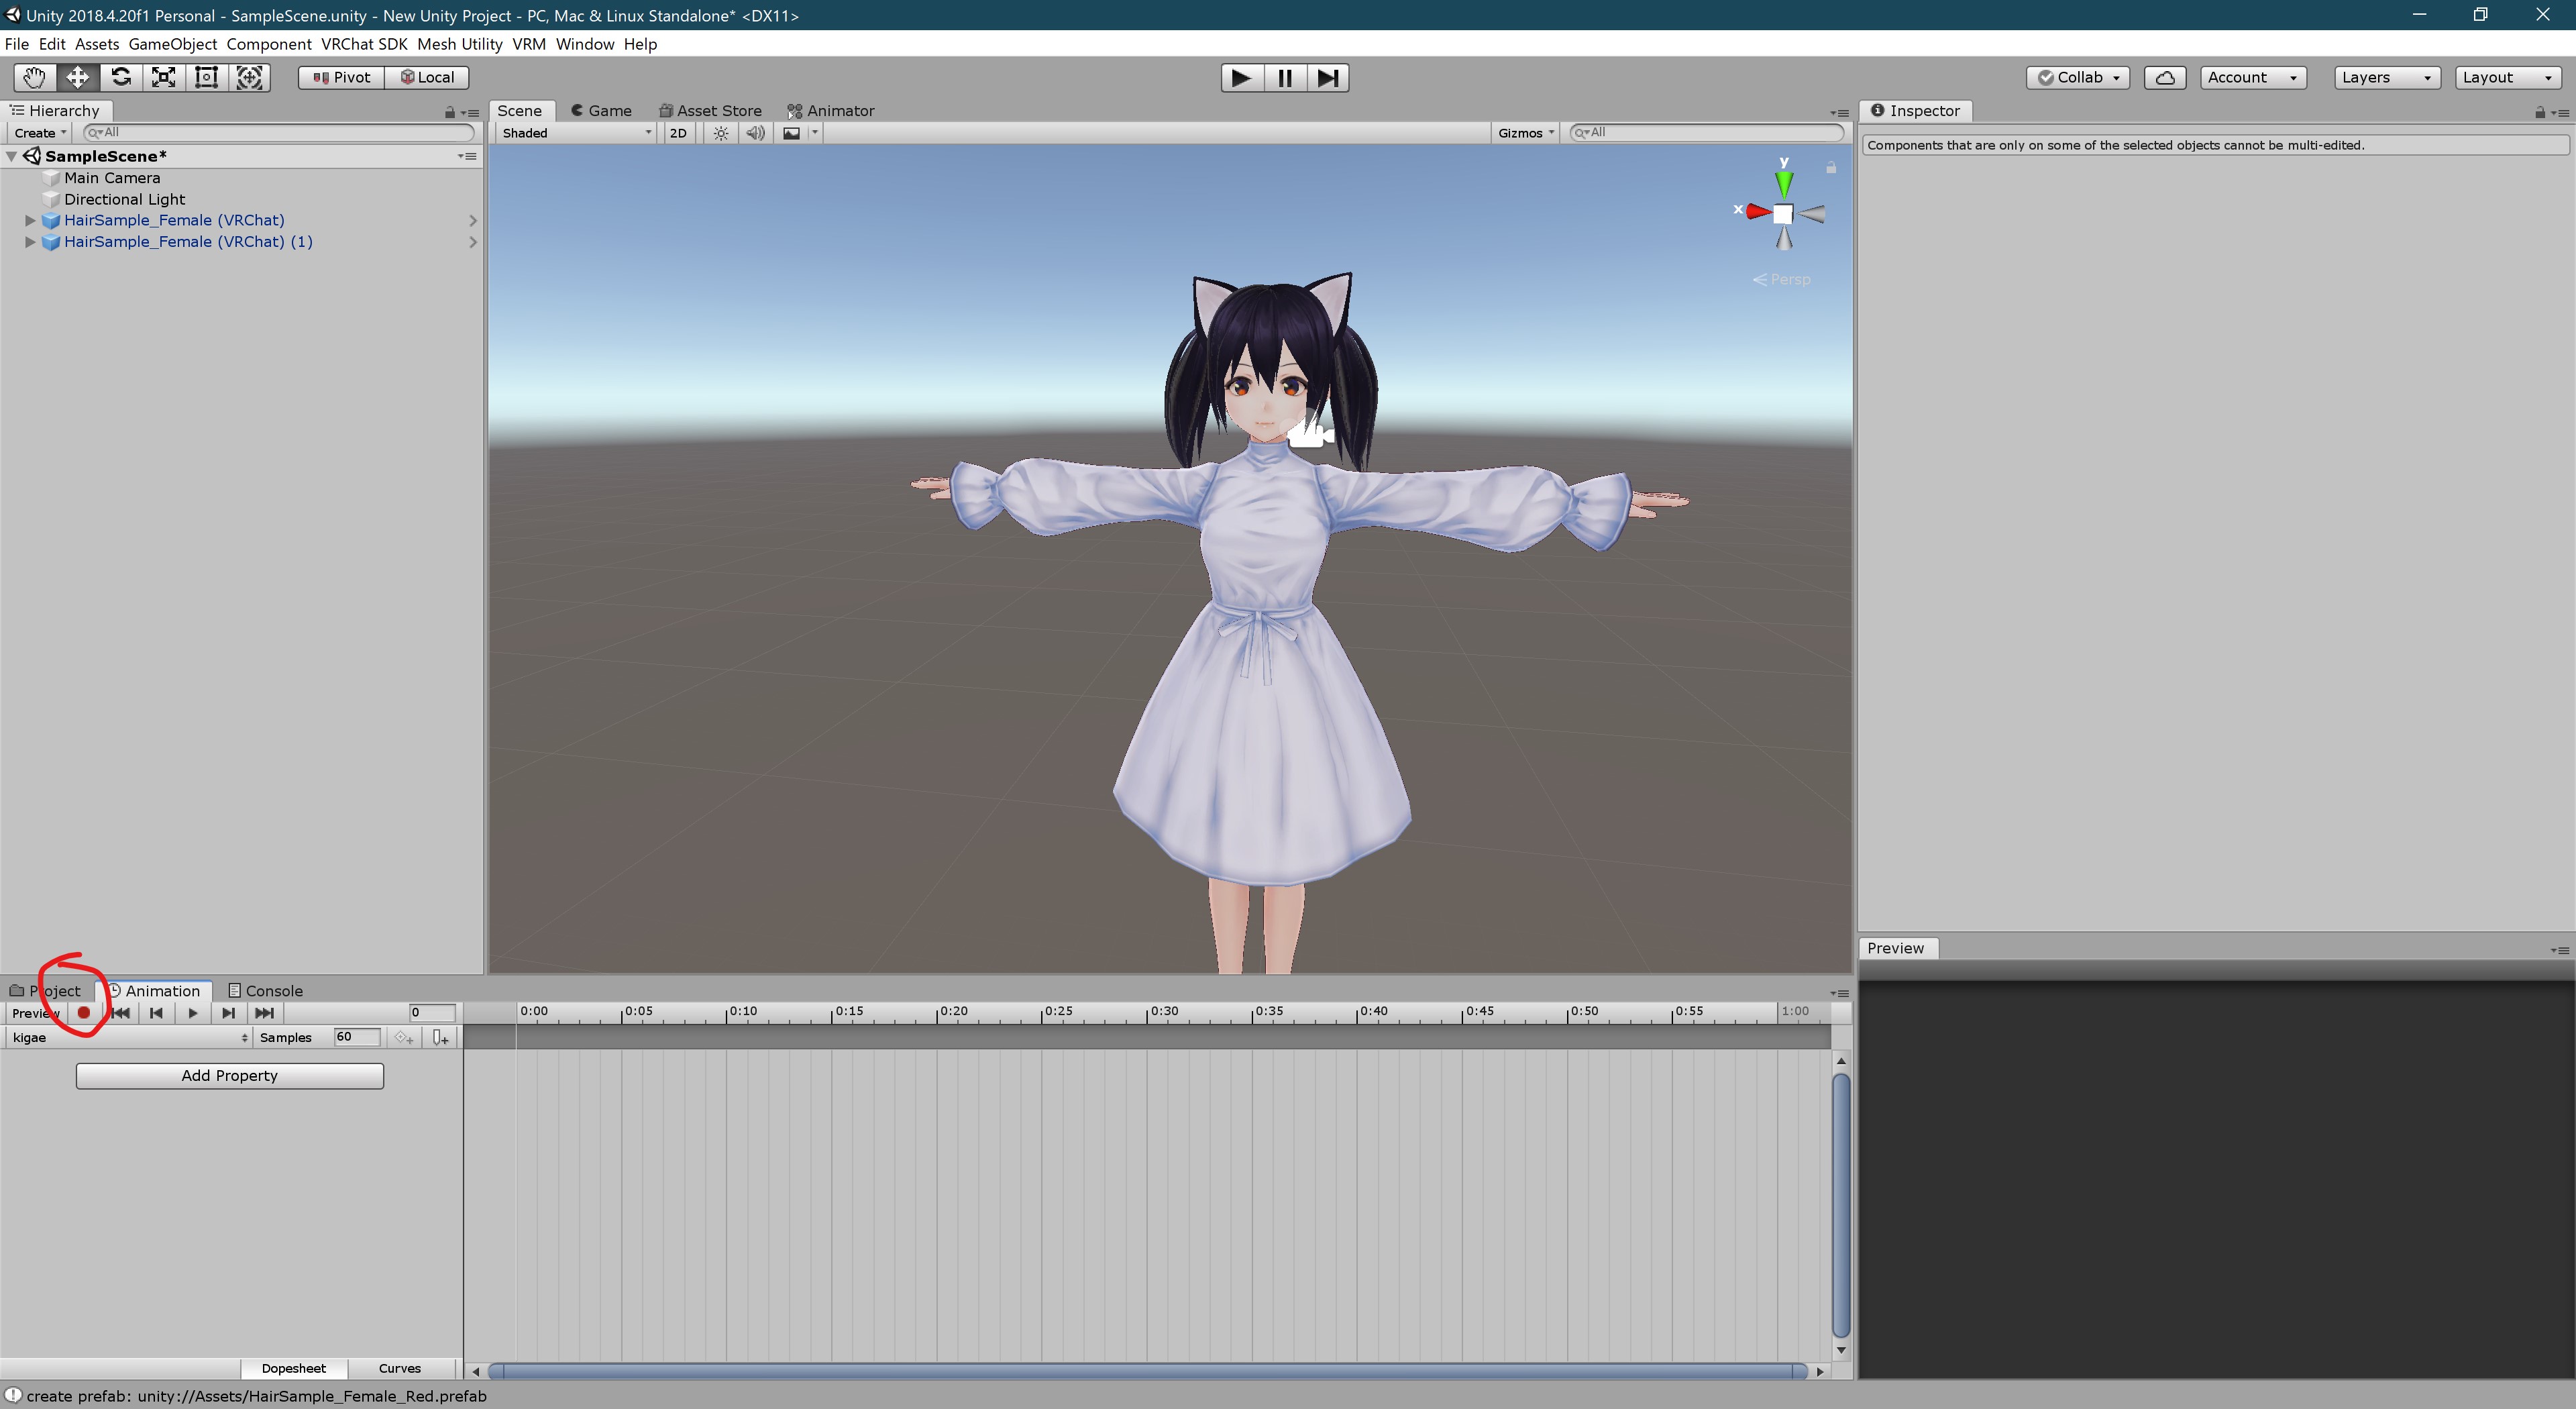 Unity 2018.4.20f1 Personal - SampleScene.unity - New Unity Project - PC, Mac & Linux Standalone* <DX11>
File Edit Assets GameObject Component VRChat SDK Mesh Utility VRM Window Help
Pivot Local Collab Account Layers Layout
Hierarchy
Create All
SampleScene*
Main Camera
Directional Light
HairSample_Female (VRChat)
HairSample_Female (VRChat) (1)
Scene Game Asset Store Animator
Shaded 2D Gizmos All
y
x
Persp
Inspector
Components that are only on some of the selected objects cannot be multi-edited.
Preview
Project Animation Console
Preview 0 0:00 0:05 0:10 0:15 0:20 0:25 0:30 0:35 0:40 0:45 0:50 0:55 1:00
kigae Samples 60
Add Property
Dopesheet Curves
create prefab: unity://Assets/HairSample_Female_Red.prefab